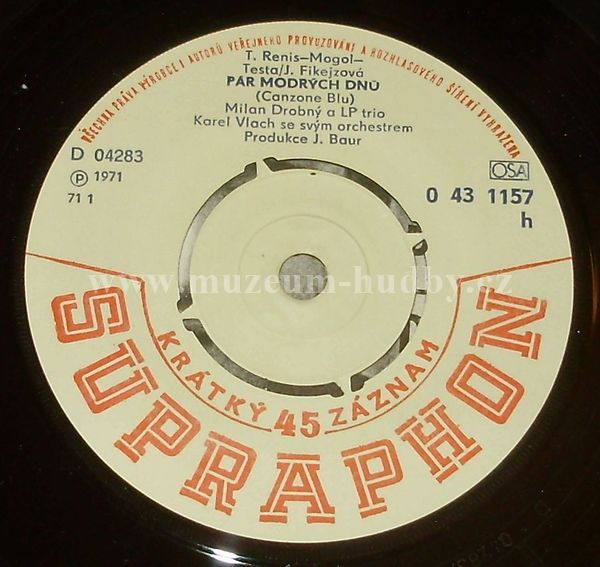 VŠECHNA PRÁVA VÝROBCE I AUTORŮ VEŘEJNÉHO PROVOZOVÁNÍ A ROZHLASOVÉHO ŠÍŘENÍ VYHRAZENA
T. Renis–Mogol–
Testa/J. Fikejzová
PÁR MODRÝCH DNŮ
(Canzone Blu)
Milan Drobný a LP trio
Karel Vlach se svým orchestrem
Produkce J. Baur
D 04283
℗ 1971
71 1
OSA
0 43 1157
h
www.muzeum-hudby.cz
KRÁTKÝ 45 ZÁZNAM
SUPRAPHON